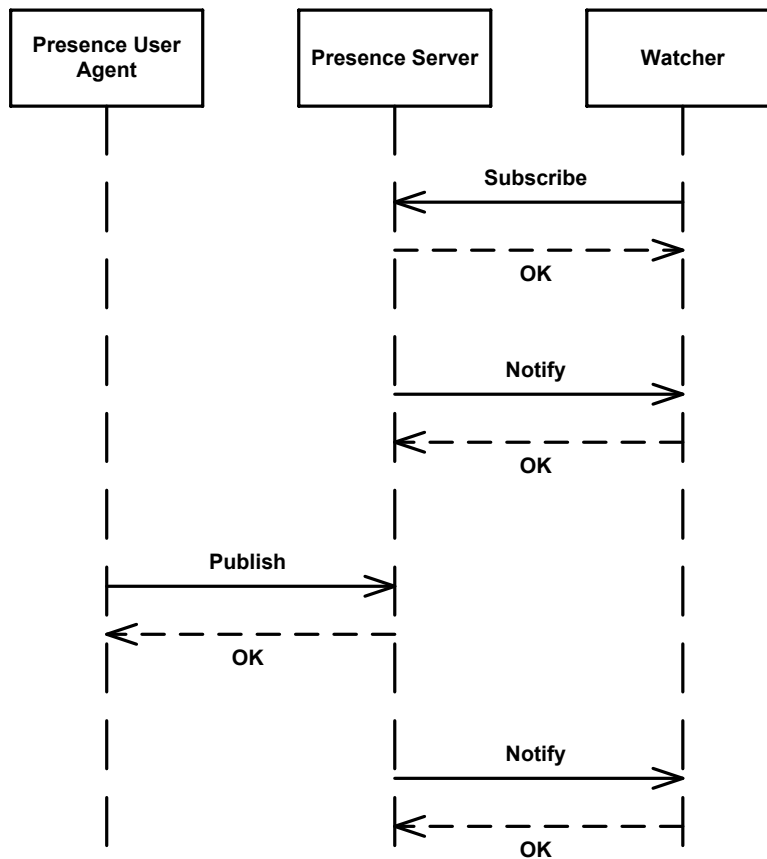 Presence User
Agent
Presence Server
Watcher
Subscribe
OK
Notify
OK
Publish
OK
Notify
OK